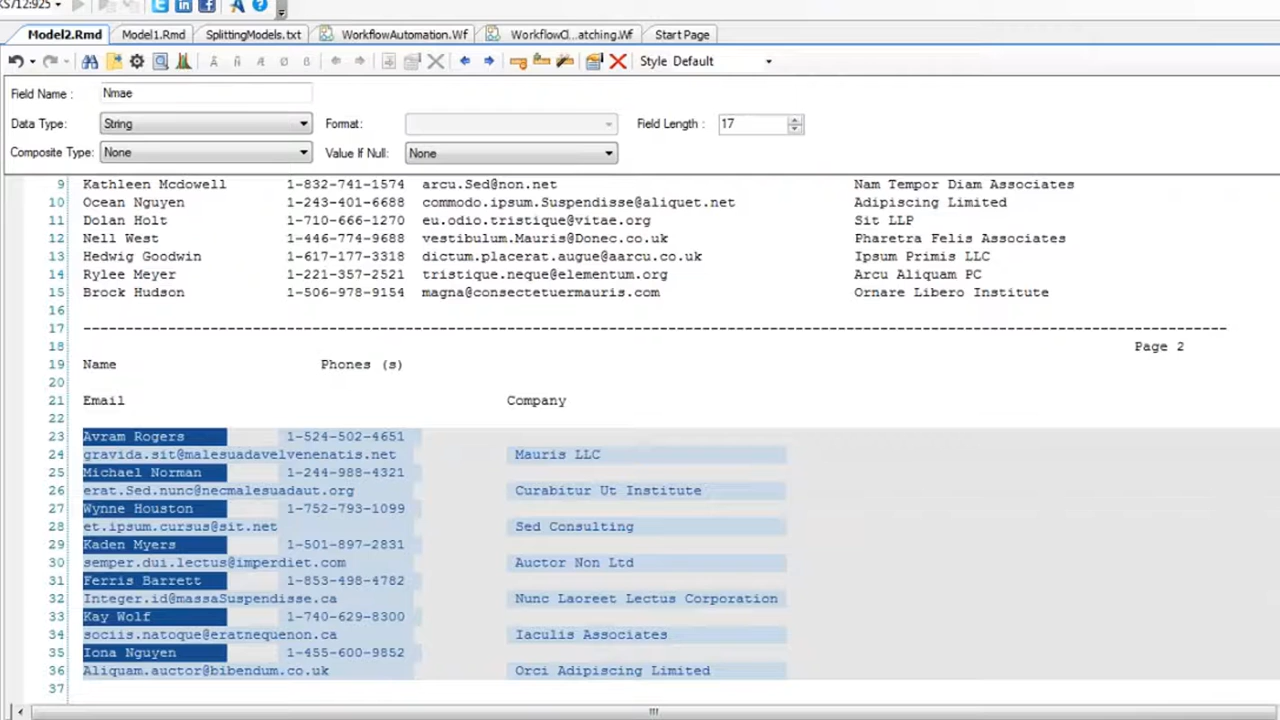 KS712:925
Model2.Rmd Model1.Rmd SplittingModels.txt WorkflowAutomation.Wf WorkflowCl...atching.Wf Start Page
Style Default
Field Name : Nmae
Data Type: String Format: Field Length : 17
Composite Type: None Value If Null: None
9 Kathleen Mcdowell 1-832-741-1574 arcu.Sed@non.net Nam Tempor Diam Associates
10 Ocean Nguyen 1-243-401-6688 commodo.ipsum.Suspendisse@aliquet.net Adipiscing Limited
11 Dolan Holt 1-710-666-1270 eu.odio.tristique@vitae.org Sit LLP
12 Nell West 1-446-774-9688 vestibulum.Mauris@Donec.co.uk Pharetra Felis Associates
13 Hedwig Goodwin 1-617-177-3318 dictum.placerat.augue@aarcu.co.uk Ipsum Primis LLC
14 Rylee Meyer 1-221-357-2521 tristique.neque@elementum.org Arcu Aliquam PC
15 Brock Hudson 1-506-978-9154 magna@consectetuermauris.com Ornare Libero Institute
16
17
18 Page 2
19 Name Phones (s)
20
21 Email Company
22
23 Avram Rogers 1-524-502-4651
24 gravida.sit@malesuadavelvenenatis.net Mauris LLC
25 Michael Norman 1-244-988-4321
26 erat.Sed.nunc@necmalesuadaut.org Curabitur Ut Institute
27 Wynne Houston 1-752-793-1099
28 et.ipsum.cursus@sit.net Sed Consulting
29 Kaden Myers 1-501-897-2831
30 semper.dui.lectus@imperdiet.com Auctor Non Ltd
31 Ferris Barrett 1-853-498-4782
32 Integer.id@massaSuspendisse.ca Nunc Laoreet Lectus Corporation
33 Kay Wolf 1-740-629-8300
34 sociis.natoque@eratnequenon.ca Iaculis Associates
35 Iona Nguyen 1-455-600-9852
36 Aliquam.auctor@bibendum.co.uk Orci Adipiscing Limited
37